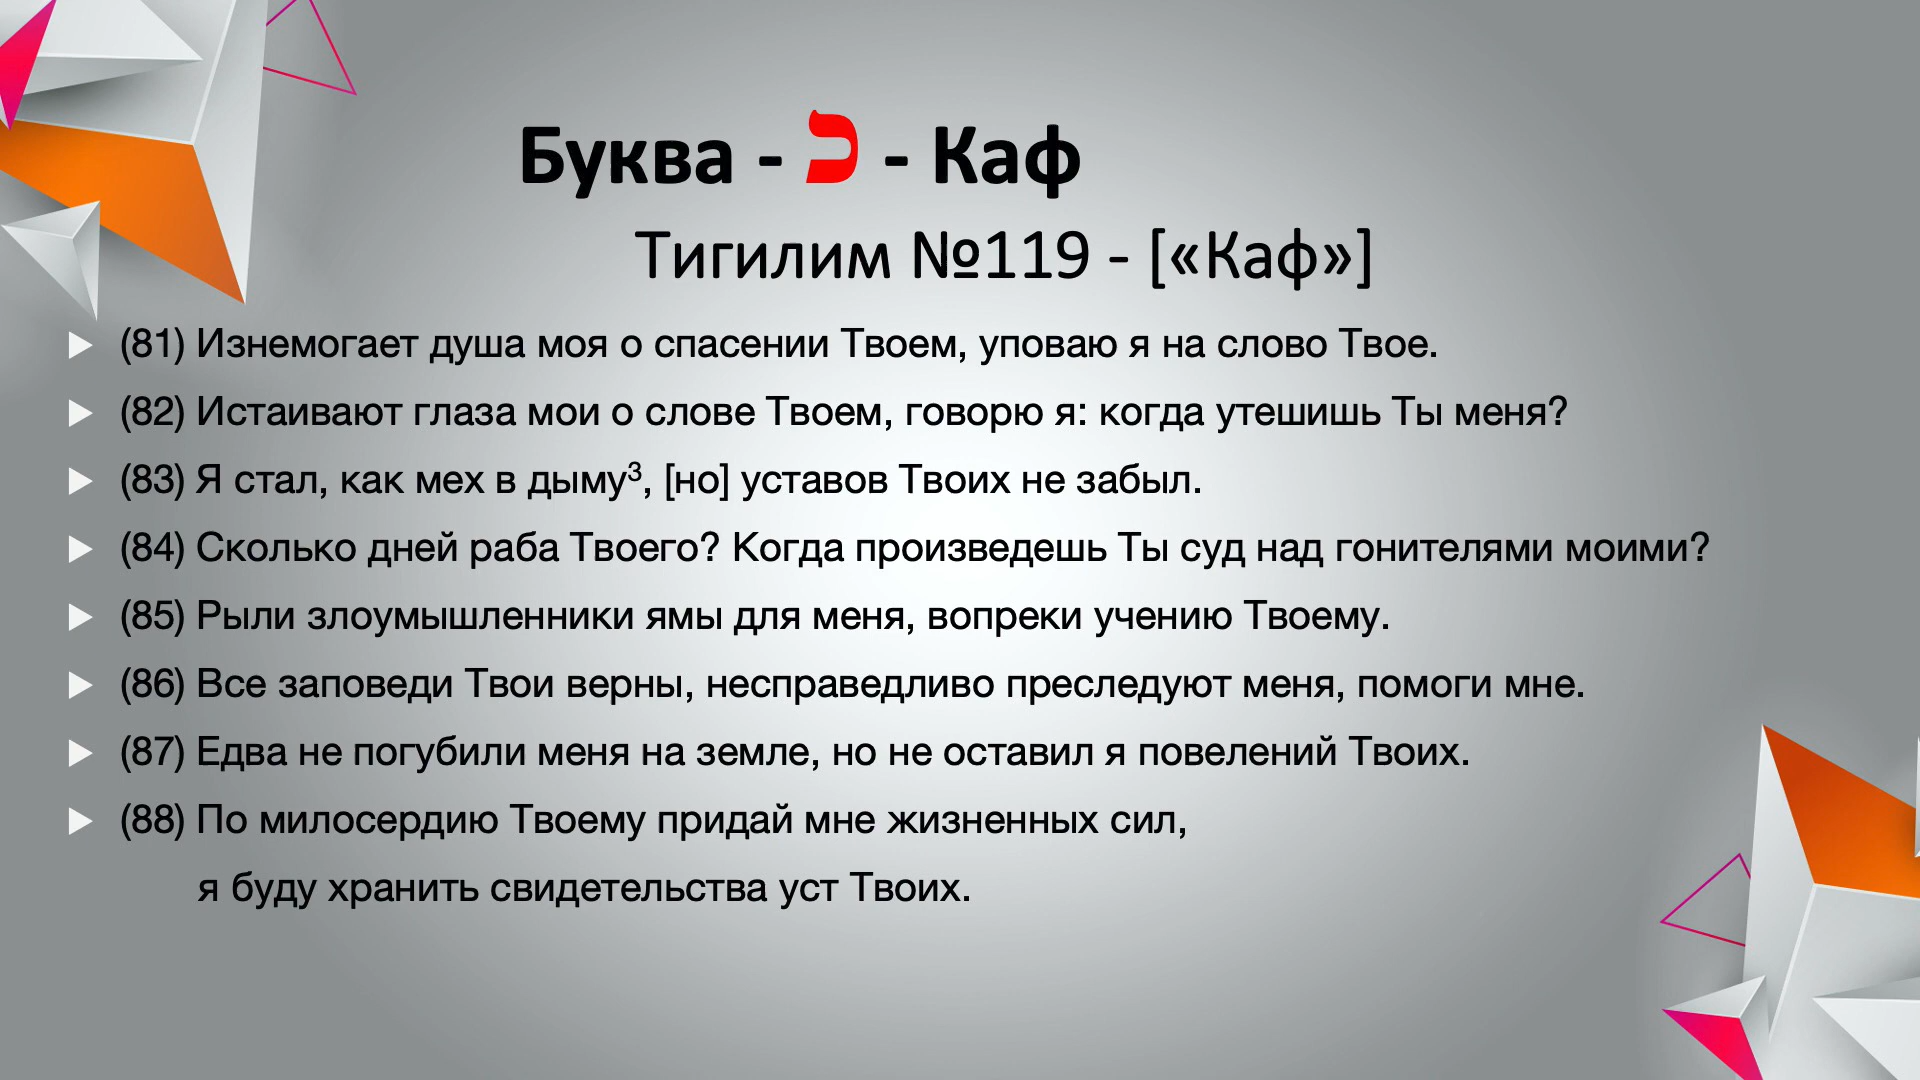 Буква - כ - Каф
Тигилим №119 - [«Каф»]
(81) Изнемогает душа моя о спасении Твоем, уповаю я на слово Твое.
(82) Истаивают глаза мои о слове Твоем, говорю я: когда утешишь Ты меня?
(83) Я стал, как мех в дыму³, [но] уставов Твоих не забыл.
(84) Сколько дней раба Твоего? Когда произведешь Ты суд над гонителями моими?
(85) Рыли злоумышленники ямы для меня, вопреки учению Твоему.
(86) Все заповеди Твои верны, несправедливо преследуют меня, помоги мне.
(87) Едва не погубили меня на земле, но не оставил я повелений Твоих.
(88) По милосердию Твоему придай мне жизненных сил,
я буду хранить свидетельства уст Твоих.